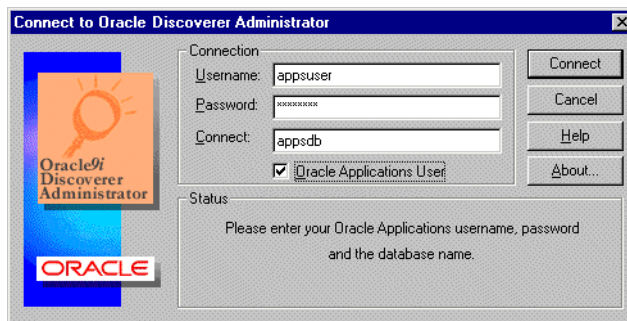 Connect to Oracle Discoverer Administrator
Connection
Username: appsuser
Password: xxxxxxxx
Connect: appsdb
Oracle Applications User
Connect
Cancel
Help
About...
Oracle9i
Discoverer
Administrator
ORACLE
Status
Please enter your Oracle Applications username, password
and the database name.